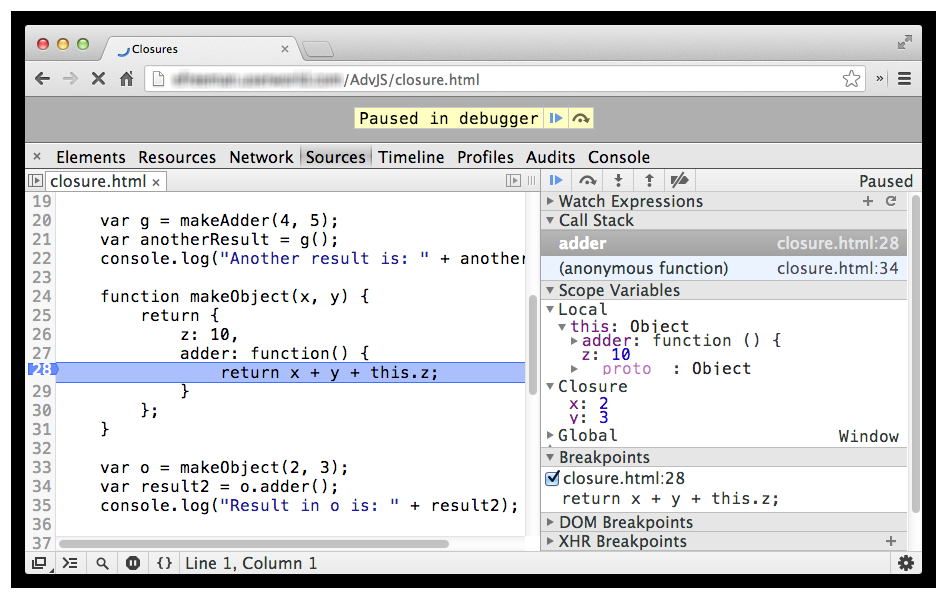 Closures ×
/AdvJS/closure.html
»
Paused in debugger
× Elements Resources Network Sources Timeline Profiles Audits Console
closure.html ×
Paused
19
20 var g = makeAdder(4, 5);
21 var anotherResult = g();
22 console.log("Another result is: " + another
23
24 function makeObject(x, y) {
25 return {
26 z: 10,
27 adder: function() {
28 return x + y + this.z;
29 }
30 };
31 }
32
33 var o = makeObject(2, 3);
34 var result2 = o.adder();
35 console.log("Result in o is: " + result2);
36
37
Watch Expressions +
Call Stack
adder closure.html:28
(anonymous function) closure.html:34
Scope Variables
Local
this: Object
adder: function () {
z: 10
proto : Object
Closure
x: 2
y: 3
Global Window
Breakpoints
closure.html:28
return x + y + this.z;
DOM Breakpoints
XHR Breakpoints +
{} Line 1, Column 1